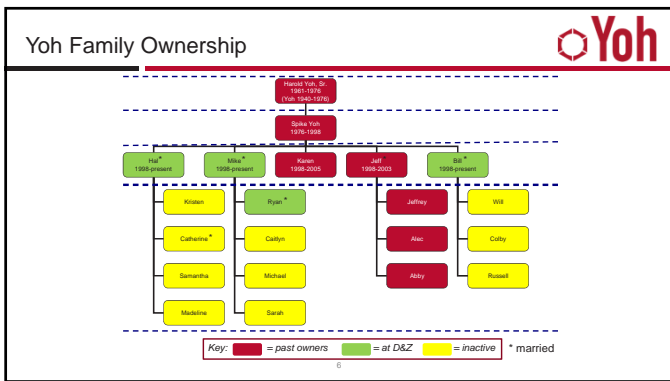 Yoh Family Ownership
Yoh
Harold Yoh, Sr.
1961-1976
(Yoh 1940-1976)
Spike Yoh
1976-1998
Hal*
1998-present
Mike*
1998-present
Karen
1998-2005
Jeff*
1998-2003
Bill*
1998-present
Kristen
Ryan*
Jeffrey
Will
Catherine*
Caitlyn
Alec
Colby
Samantha
Michael
Abby
Russell
Madeline
Sarah
Key: = past owners = at D&Z = inactive * married
6